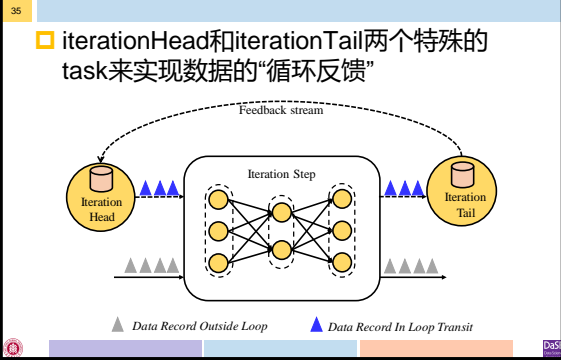 35
iterationHead和iterationTail两个特殊的
task来实现数据的“循环反馈”
Feedback stream
Iteration Step
Iteration
Head
Iteration
Tail
Data Record Outside Loop
Data Record In Loop Transit